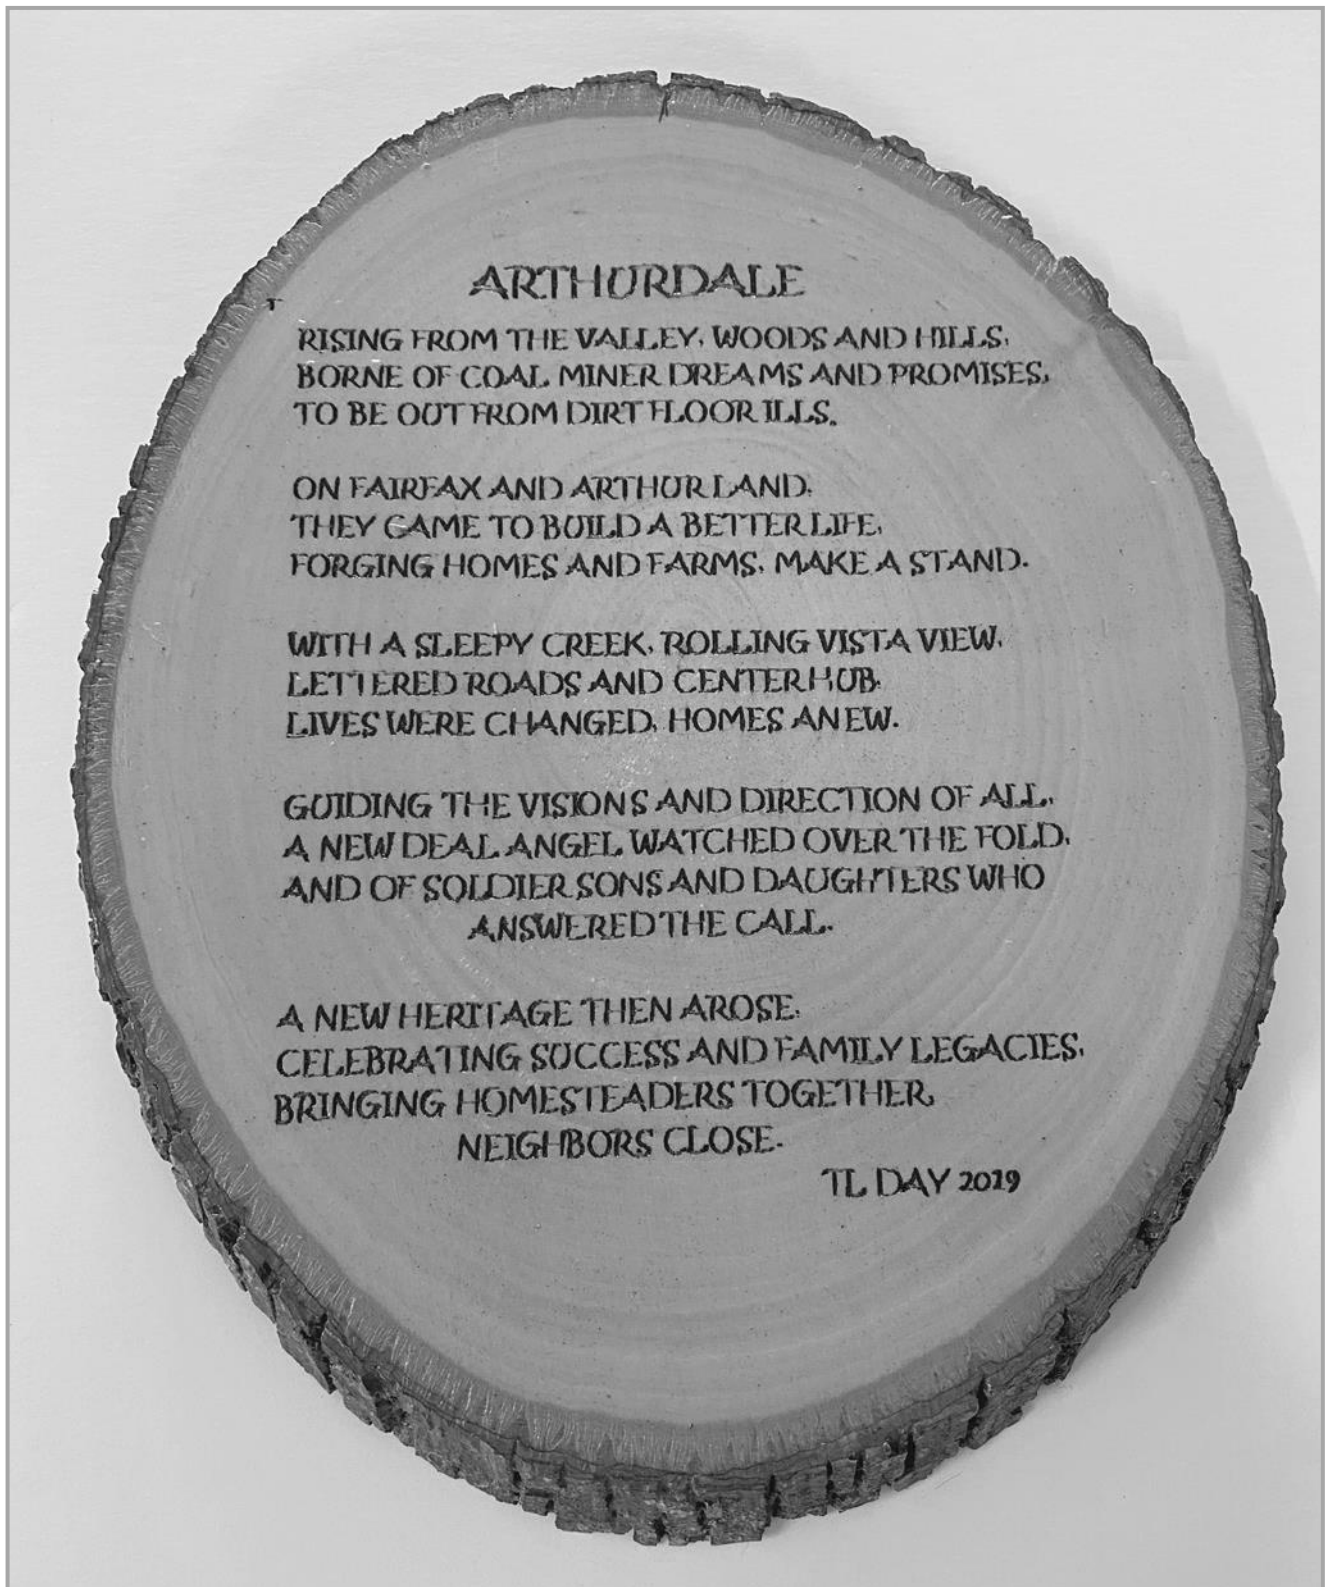 ARTHURDALE
RISING FROM THE VALLEY, WOODS AND HILLS,
BORNE OF COAL MINER DREAMS AND PROMISES,
TO BE OUT FROM DIRT FLOOR ILLS.
ON FAIRFAX AND ARTHUR LAND,
THEY CAME TO BUILD A BETTER LIFE,
FORGING HOMES AND FARMS, MAKE A STAND.
WITH A SLEEPY CREEK, ROLLING VISTA VIEW,
LETTERED ROADS AND CENTER HUB,
LIVES WERE CHANGED, HOMES ANEW.
GUIDING THE VISIONS AND DIRECTION OF ALL,
A NEW DEAL ANGEL WATCHED OVER THE FOLD,
AND OF SOLDIER SONS AND DAUGHTERS WHO
ANSWERED THE CALL.
A NEW HERITAGE THEN AROSE,
CELEBRATING SUCCESS AND FAMILY LEGACIES,
BRINGING HOMESTEADERS TOGETHER,
NEIGHBORS CLOSE.
TL DAY 2019